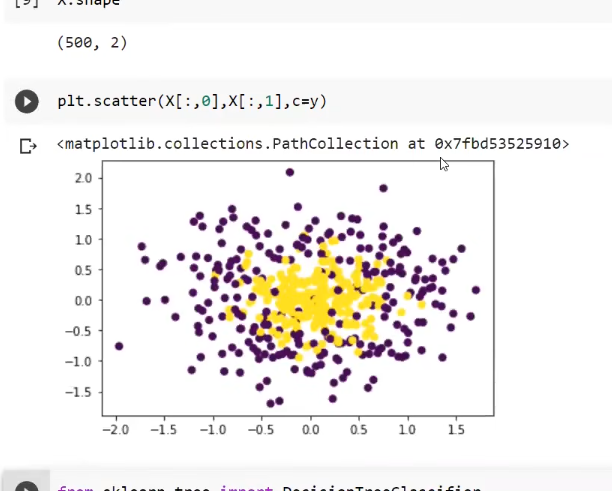 [9] X.shape
(500, 2)
plt.scatter(X[:,0],X[:,1],c=y)
<matplotlib.collections.PathCollection at 0x7fbd53525910>
2.0
1.5
1.0
0.5
0.0
−0.5
−1.0
−1.5
−2.0 −1.5 −1.0 −0.5 0.0 0.5 1.0 1.5
from sklearn.tree import DecisionTreeClassifier